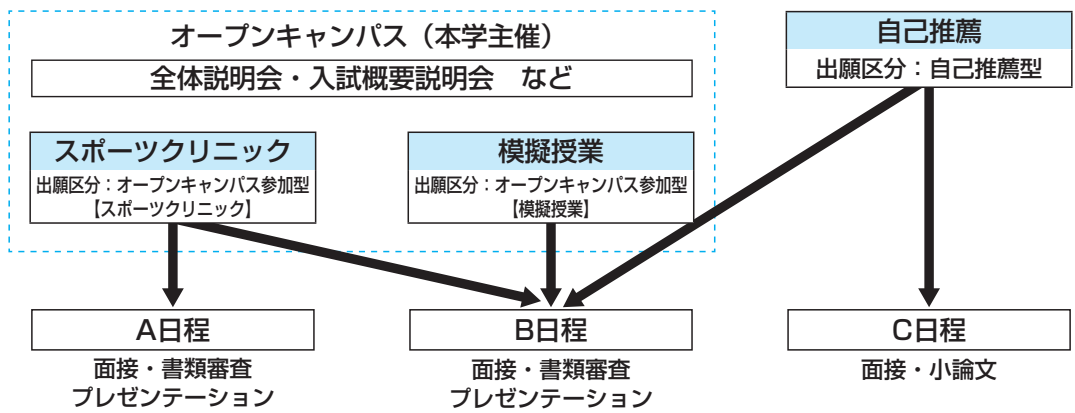 オープンキャンパス（本学主催）
全体説明会・入試概要説明会　など
スポーツクリニック
出願区分：オープンキャンパス参加型
【スポーツクリニック】
模擬授業
出願区分：オープンキャンパス参加型
【模擬授業】
自己推薦
出願区分：自己推薦型
A日程
面接・書類審査
プレゼンテーション
B日程
面接・書類審査
プレゼンテーション
C日程
面接・小論文